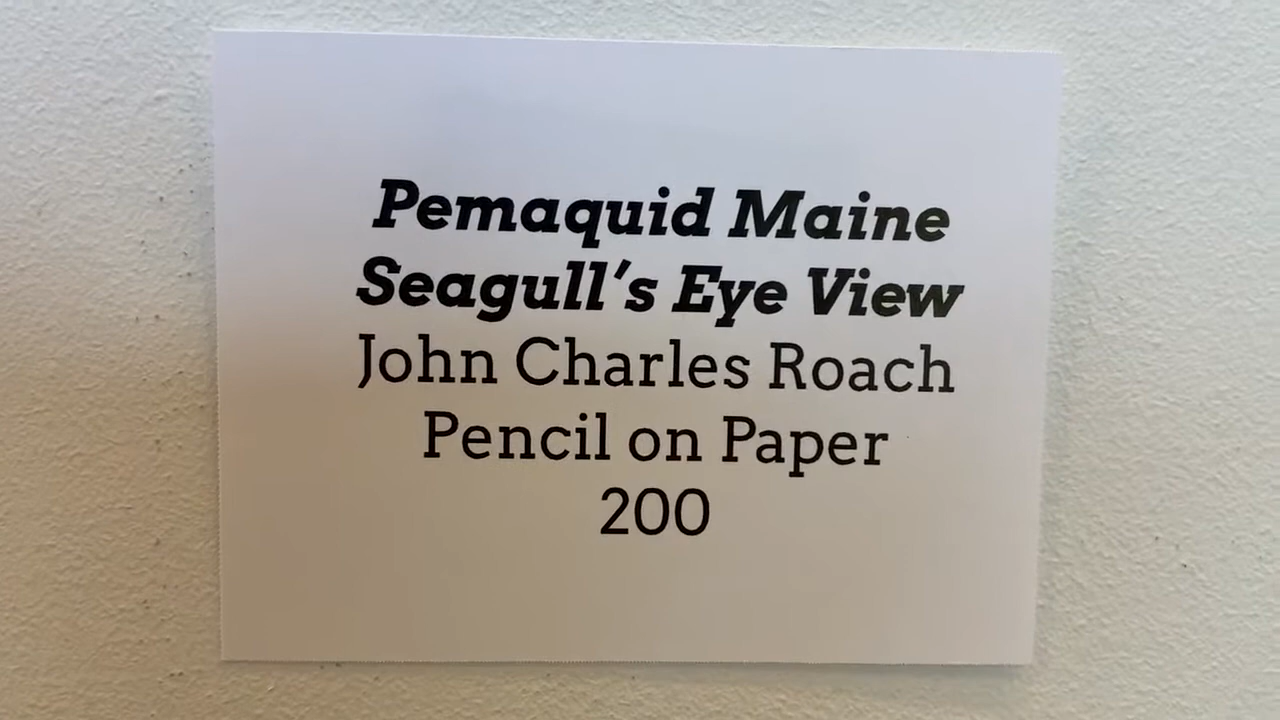 Pemaquid Maine
Seagull’s Eye View
John Charles Roach
Pencil on Paper
200